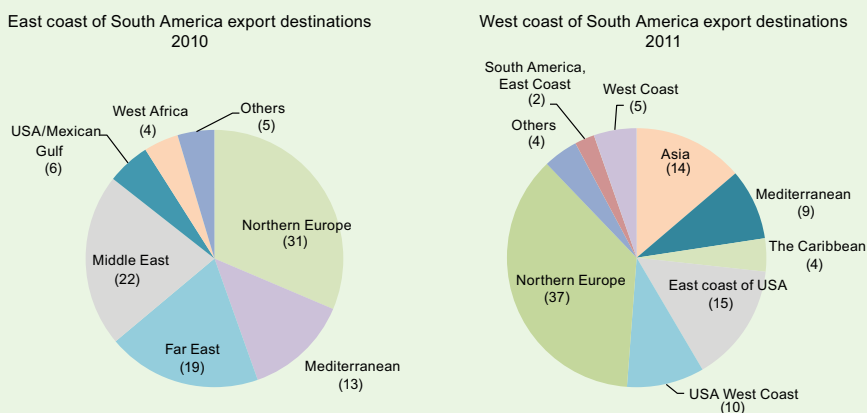 East coast of South America export destinations
2010
West Africa
(4)
Others
(5)
USA/Mexican
Gulf
(6)
Northern Europe
(31)
Middle East
(22)
Far East
(19)
Mediterranean
(13)
West coast of South America export destinations
2011
South America,
East Coast
(2)
West Coast
(5)
Others
(4)
Asia
(14)
Mediterranean
(9)
The Caribbean
(4)
East coast of USA
(15)
Northern Europe
(37)
USA West Coast
(10)